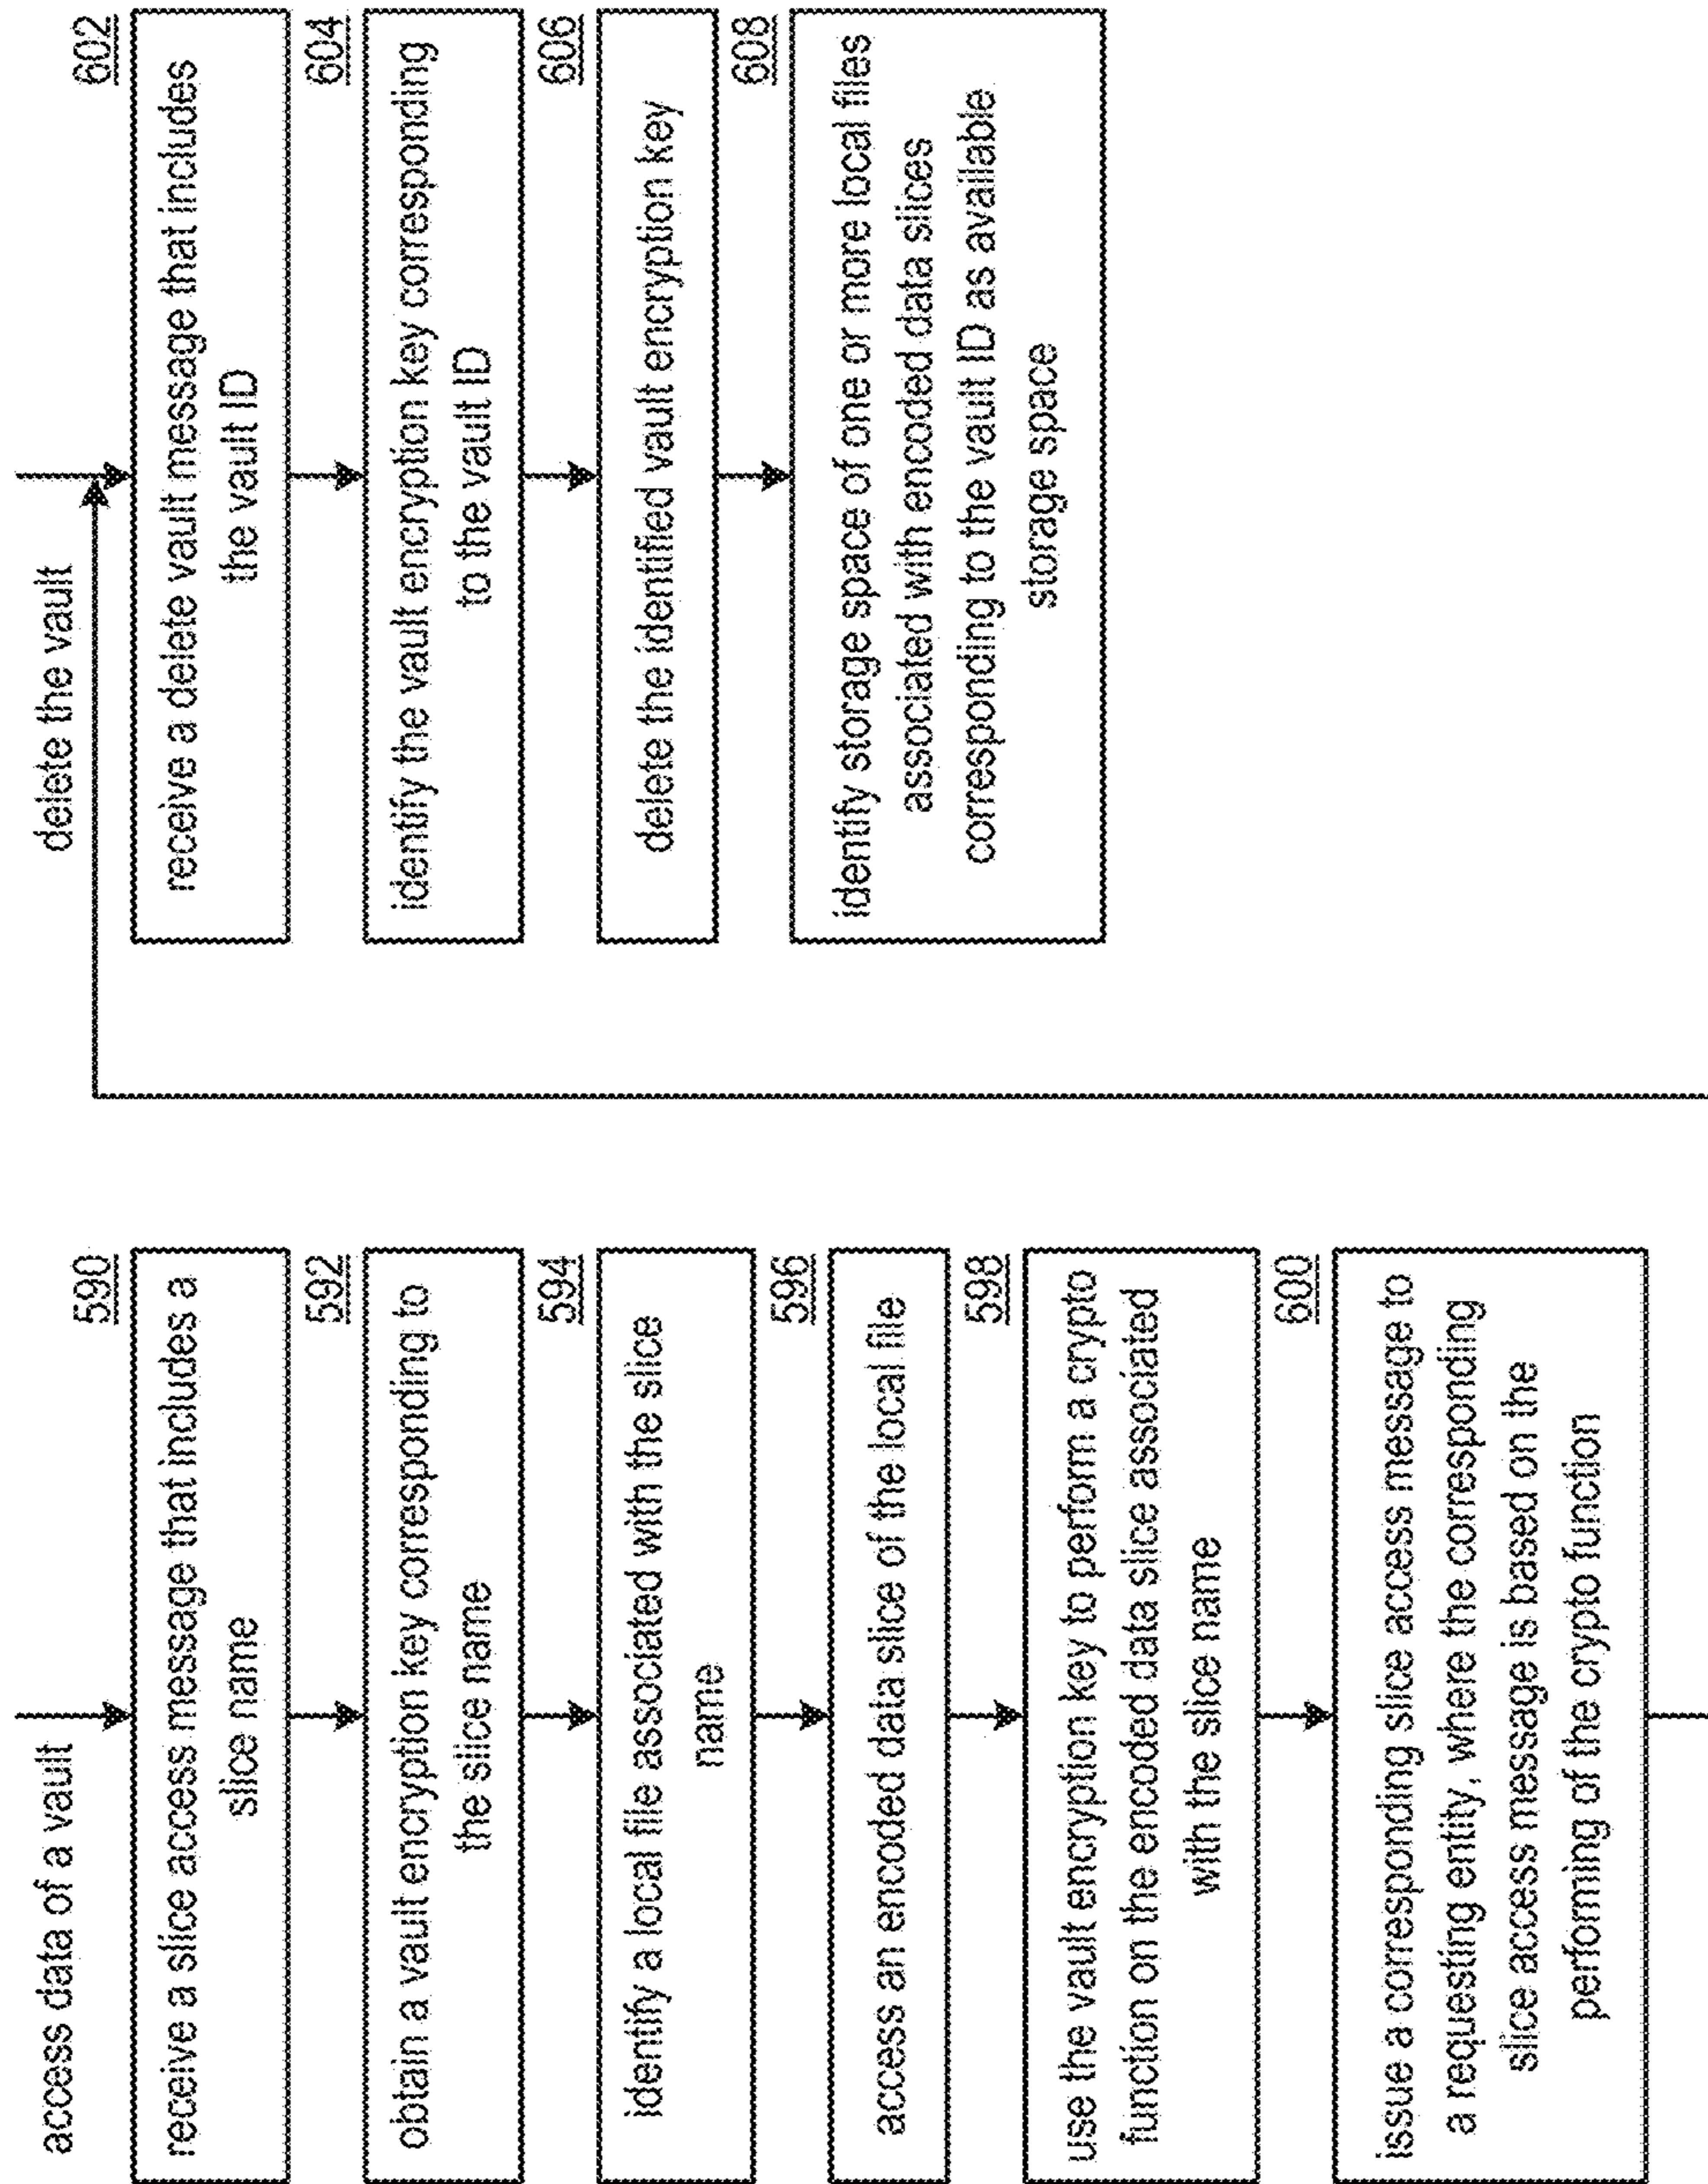 access data of a vault
590
receive a slice access message that includes a
slice name
592
obtain a vault encryption key corresponding to
the slice name
594
identify a local file associated with the slice
name
596
access an encoded data slice of the local file
598
use the vault encryption key to perform a crypto
function on the encoded data slice associated
with the slice name
600
issue a corresponding slice access message to
a requesting entity, where the corresponding
slice access message is based on the
performing of the crypto function
delete the vault
602
receive a delete vault message that includes
the vault ID
604
identify the vault encryption key corresponding
to the vault ID
606
delete the identified vault encryption key
608
identify storage space of one or more local files
associated with encoded data slices
corresponding to the vault ID as available
storage space